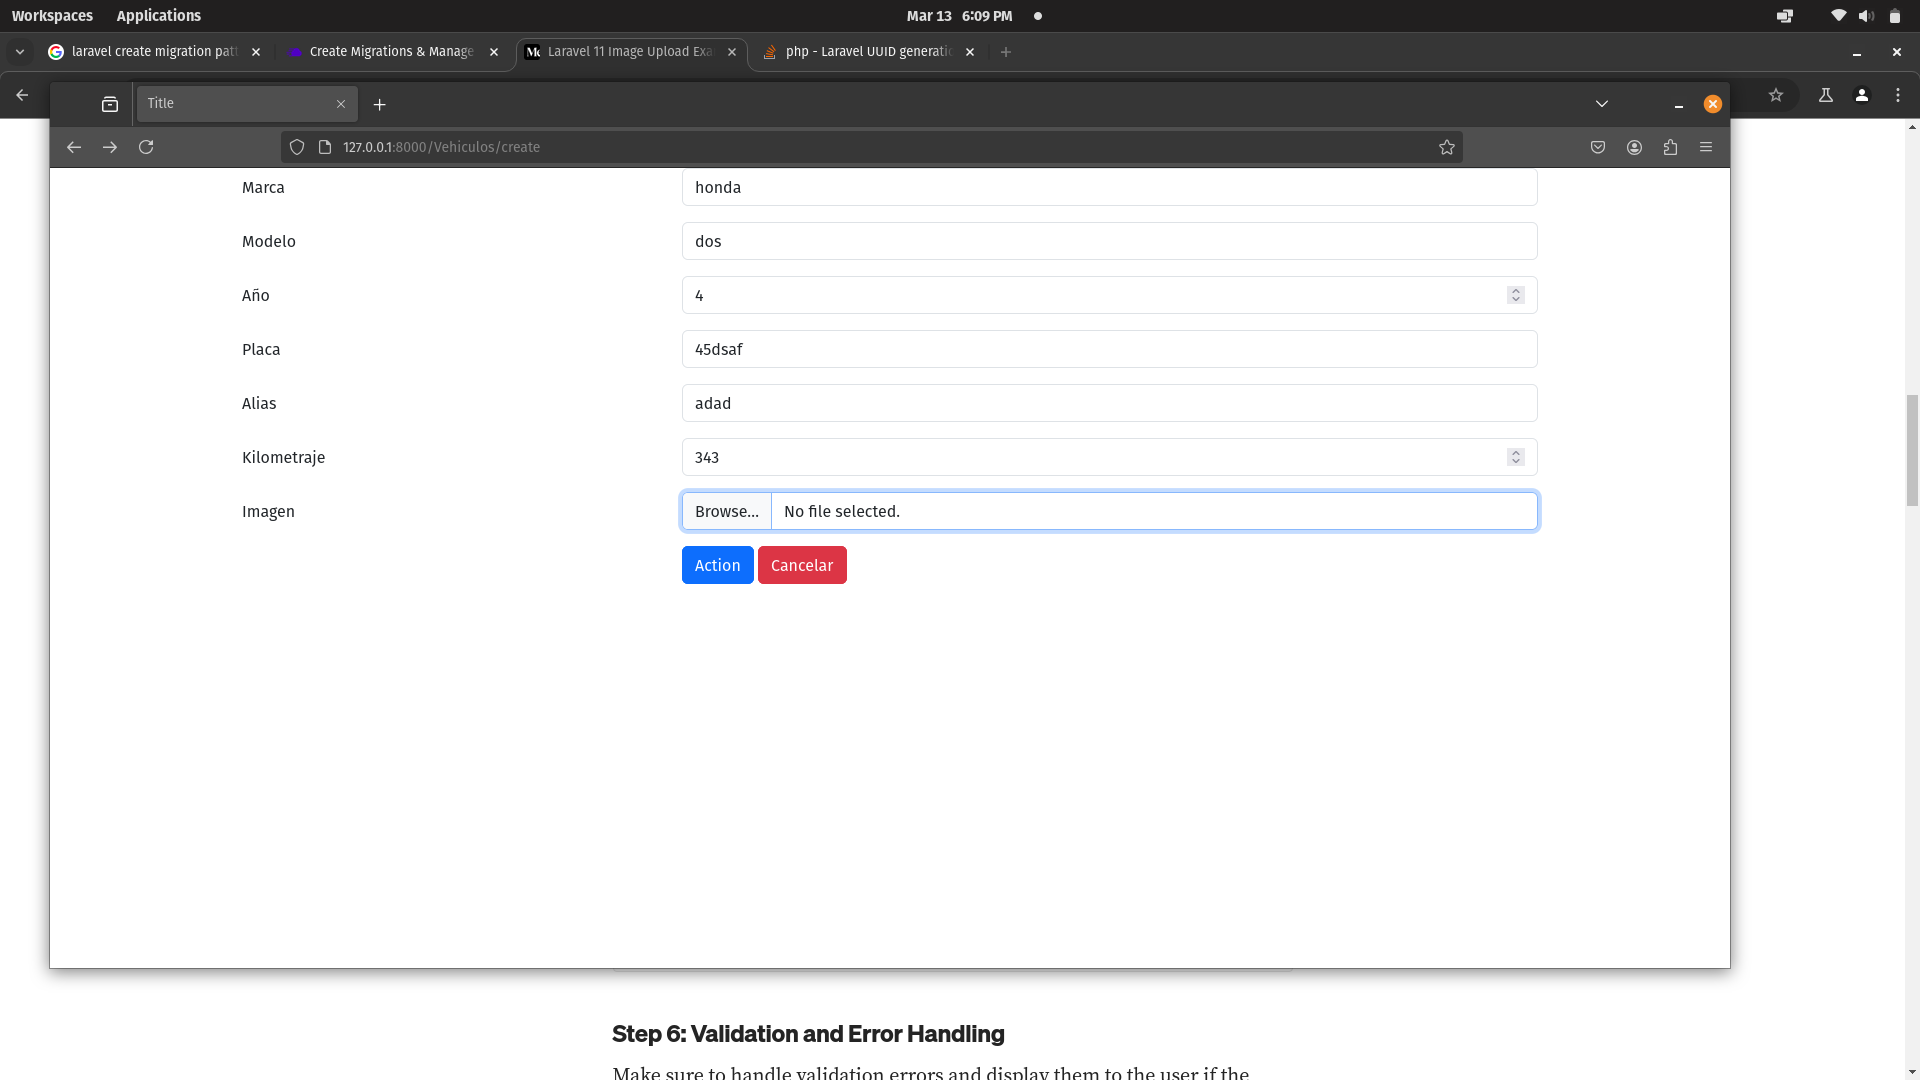 Workspaces Applications Mar 13 6:09 PM
laravel create migration pat Create Migrations & Manage Laravel 11 Image Upload Exa php - Laravel UUID generati
Title
127.0.0.1:8000/Vehiculos/create
Marca honda
Modelo dos
Año 4
Placa 45dsaf
Alias adad
Kilometraje 343
Imagen Browse... No file selected.
Action Cancelar
Step 6: Validation and Error Handling
Make sure to handle validation errors and display them to the user if the